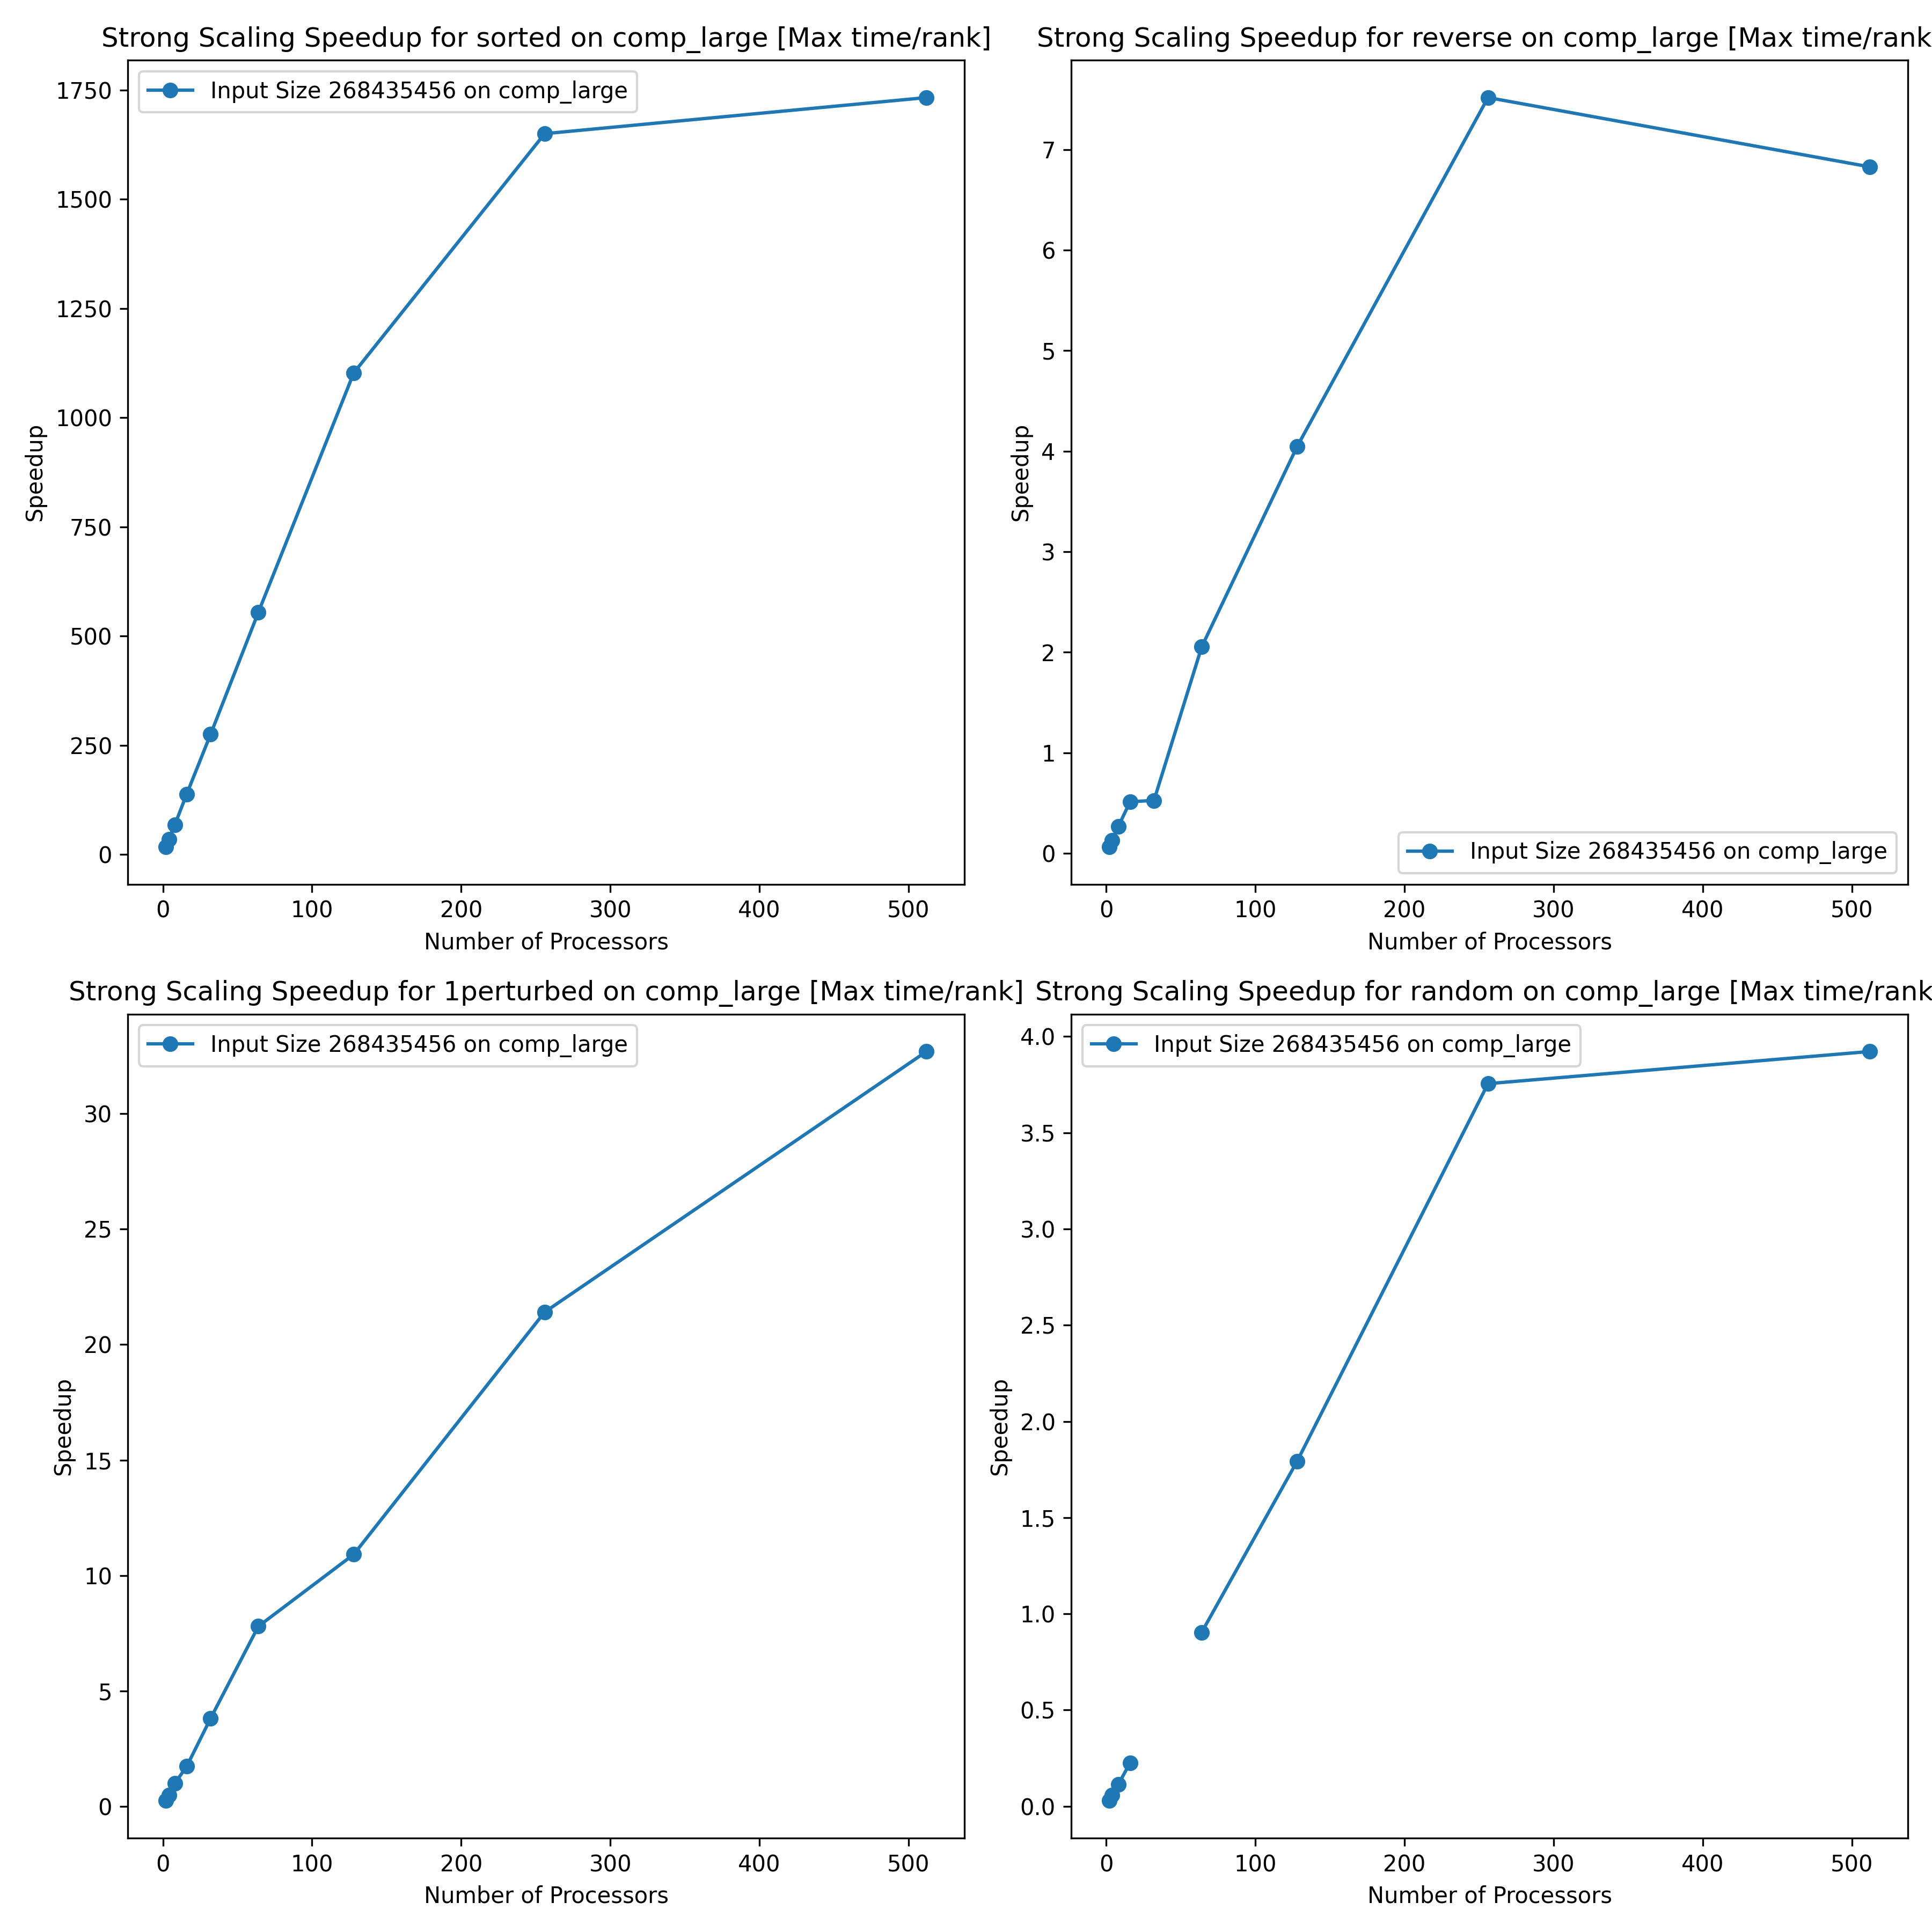 Strong Scaling Speedup for sorted on comp_large [Max time/rank]
Input Size 268435456 on comp_large
1750
1500
1250
1000
750
500
250
0
Speedup
0 100 200 300 400 500
Number of Processors
Strong Scaling Speedup for reverse on comp_large [Max time/rank
Input Size 268435456 on comp_large
7
6
5
4
3
2
1
0
Speedup
0 100 200 300 400 500
Number of Processors
Strong Scaling Speedup for 1perturbed on comp_large [Max time/rank]
Input Size 268435456 on comp_large
30
25
20
15
10
5
0
Speedup
0 100 200 300 400 500
Number of Processors
Strong Scaling Speedup for random on comp_large [Max time/rank
Input Size 268435456 on comp_large
4.0
3.5
3.0
2.5
2.0
1.5
1.0
0.5
0.0
Speedup
0 100 200 300 400 500
Number of Processors